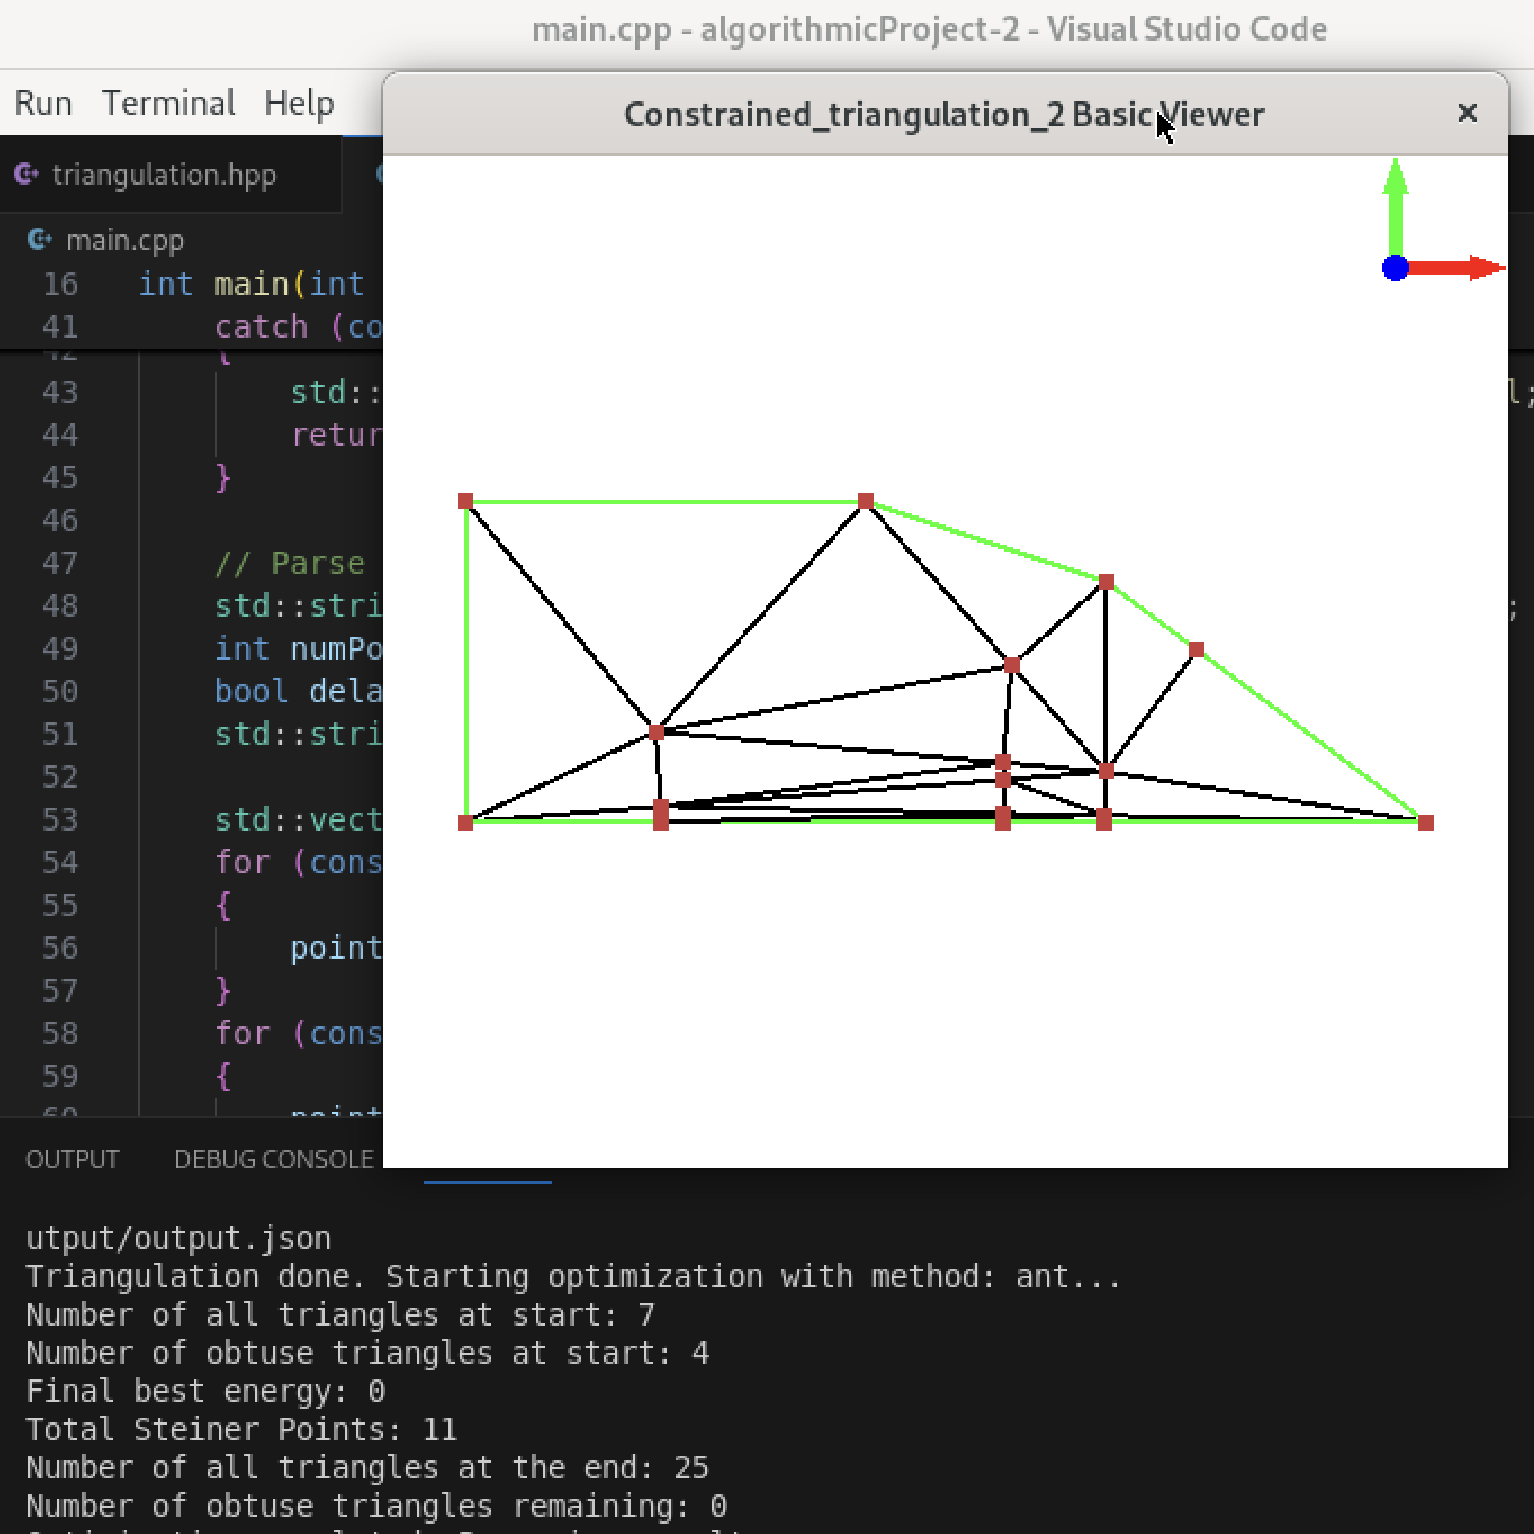 main.cpp - algorithmicProject-2 - Visual Studio Code
Run Terminal Help
Constrained_triangulation_2 Basic Viewer
triangulation.hpp
main.cpp
16 int main(int
41 catch (co
42 {
43 std:: l;
44 retur
45 }
46
47 // Parse
48 std::stri ;
49 int numPo
50 bool dela
51 std::stri
52
53 std::vect
54 for (cons
55 {
56 point
57 }
58 for (cons
59 {
60 point
OUTPUT DEBUG CONSOLE
utput/output.json
Triangulation done. Starting optimization with method: ant...
Number of all triangles at start: 7
Number of obtuse triangles at start: 4
Final best energy: 0
Total Steiner Points: 11
Number of all triangles at the end: 25
Number of obtuse triangles remaining: 0